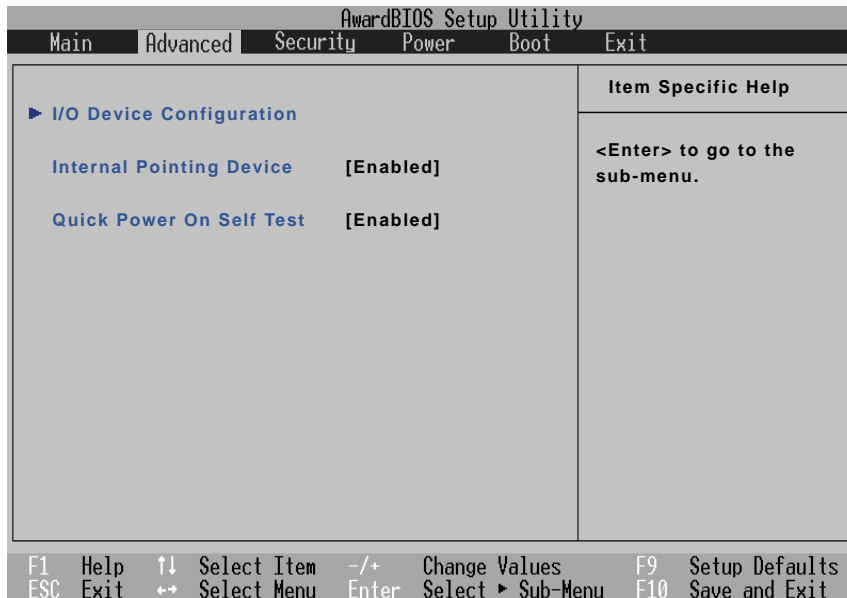 AwardBIOS Setup Utility
Main Advanced Security Power Boot Exit
Item Specific Help
▶ I/O Device Configuration
Internal Pointing Device [Enabled]
Quick Power On Self Test [Enabled]
<Enter> to go to the
sub-menu.
F1 Help ↑↓ Select Item -/+ Change Values F9 Setup Defaults
ESC Exit ←→ Select Menu Enter Select ▶ Sub-Menu F10 Save and Exit